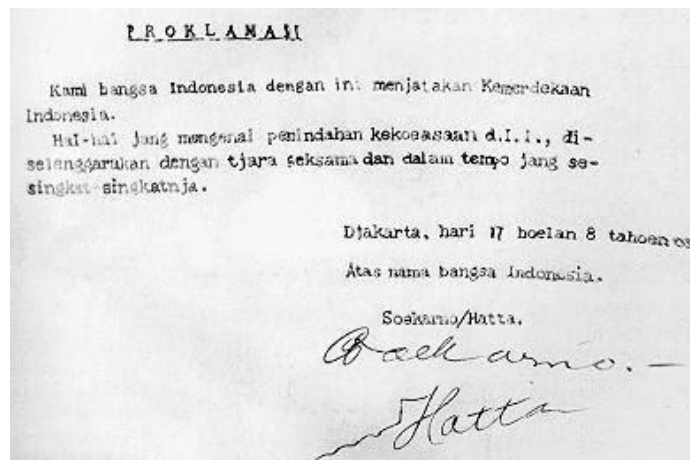 PROKLAMASI
Kami bangsa Indonesia dengan ini menjatakan Kemerdekaan
Indonesia.
Hal-hal jang mengenai pemindahan kekoeasaan d.l.l., di-
selenggarakan dengan tjara seksama dan dalam tempo jang se-
singkat-singkatnja.
Djakarta, hari 17 boelan 8 tahoen 05
Atas nama bangsa Indonesia.
Soekarno/Hatta.
Soekarno.—
Hatta